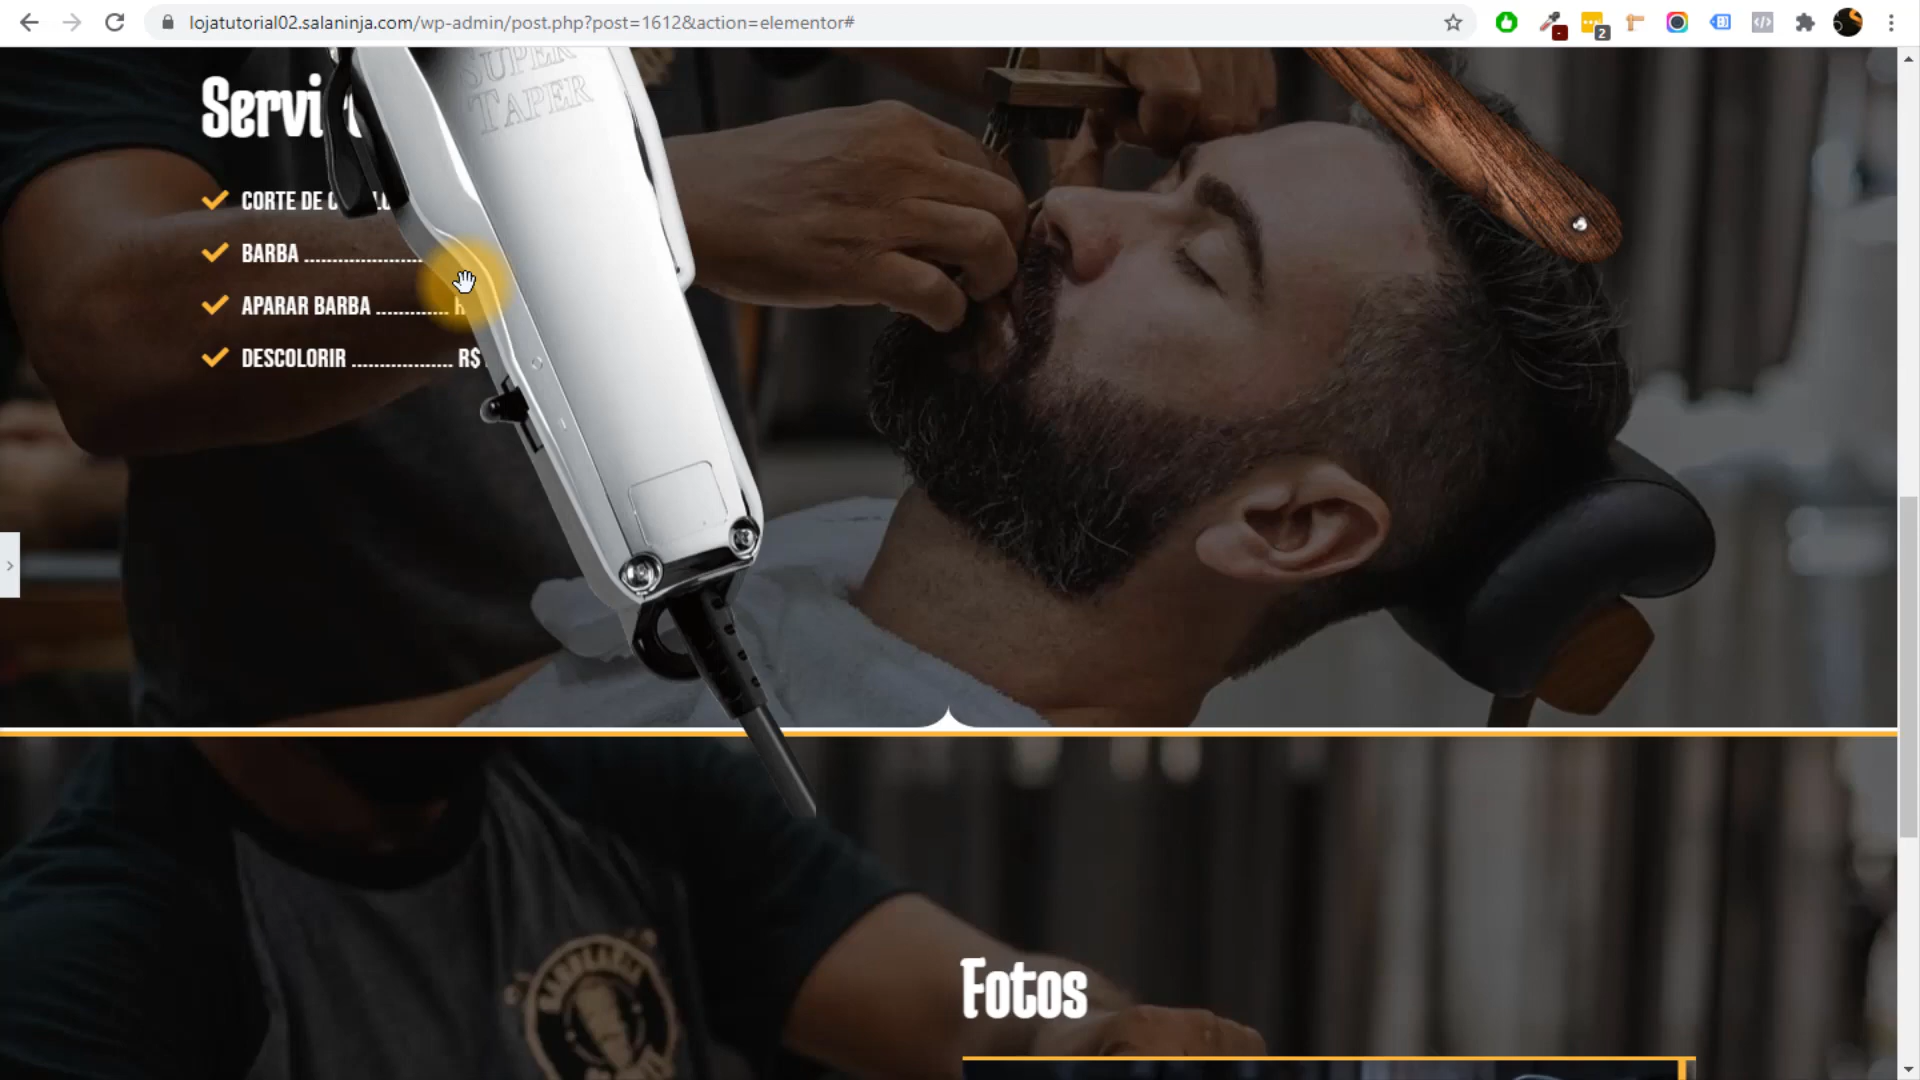 lojatutorial02.salaninja.com/wp-admin/post.php?post=1612&action=elementor#
2
SUPER
TAPER
CORTE DE
BARBA ......................
APARAR BARBA .............
DESCOLORIR .................. R$
Fotos